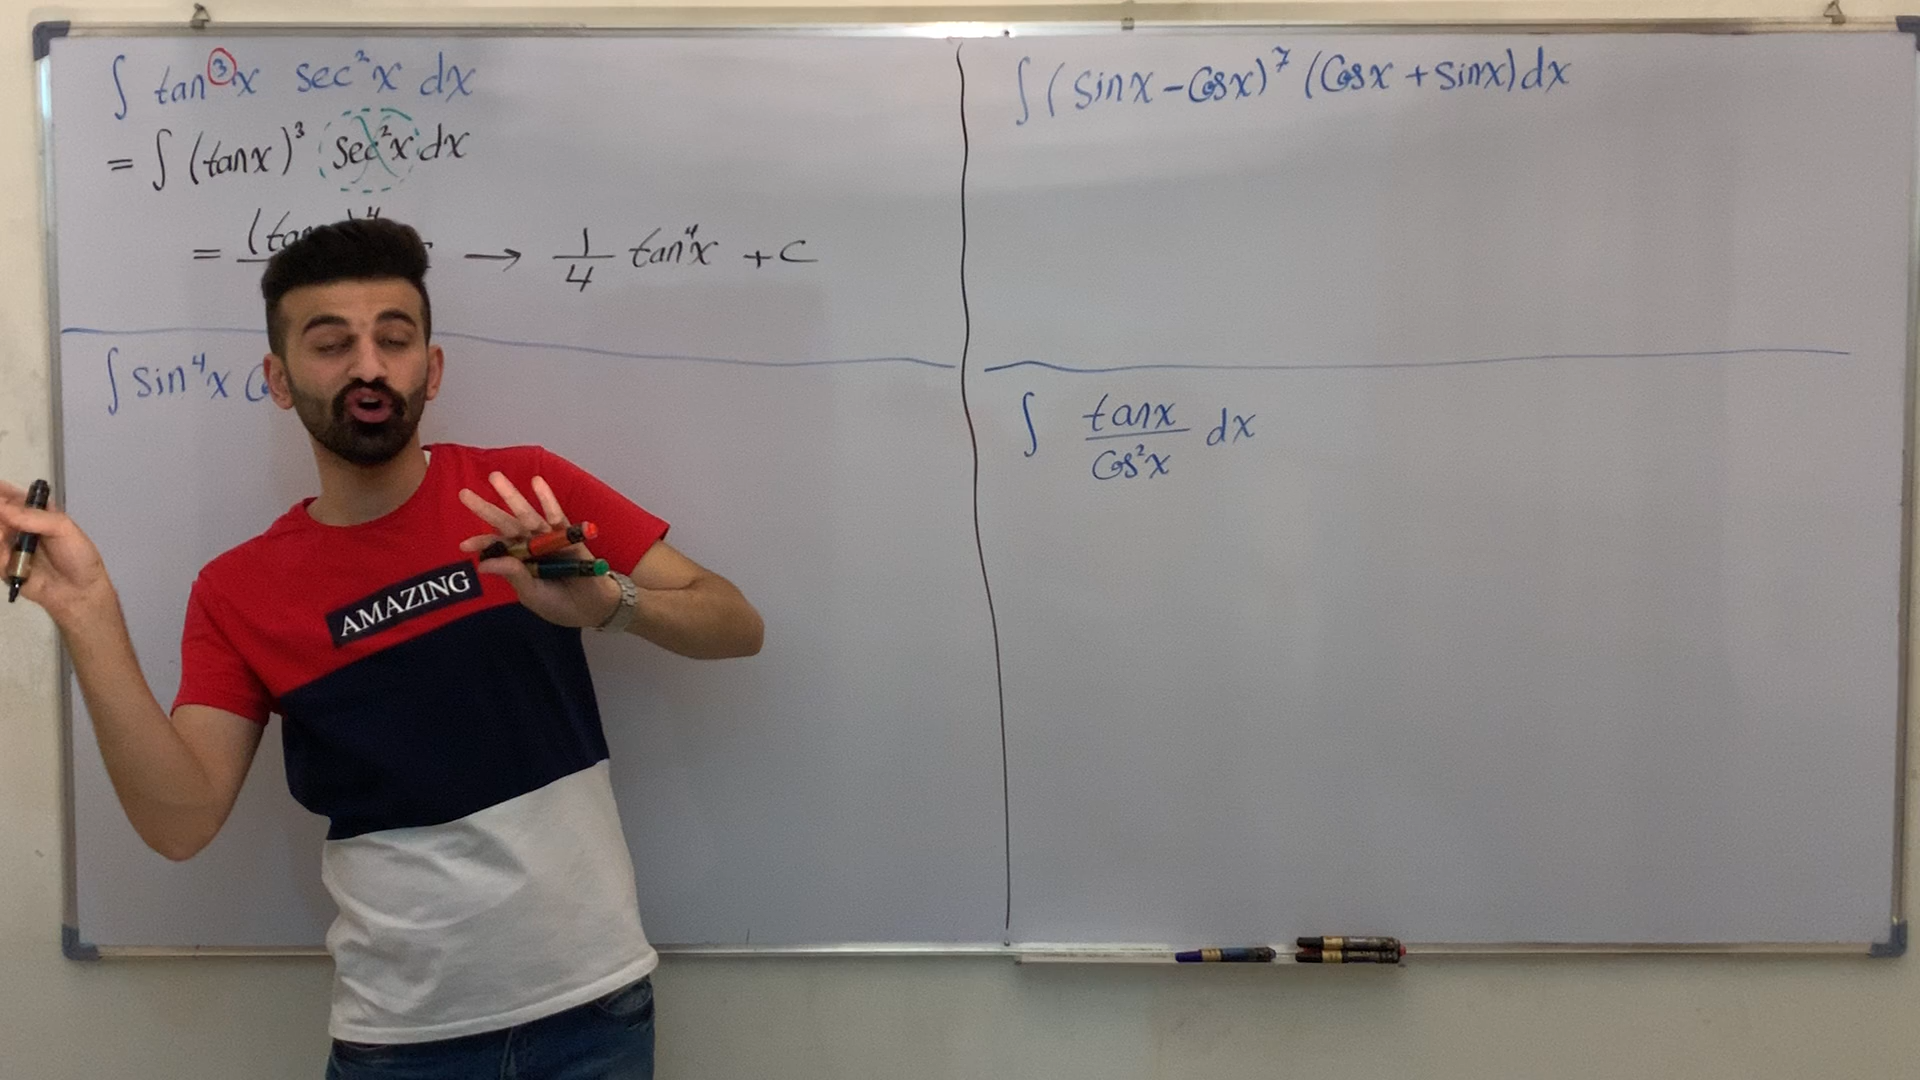 ∫ tan³x sec²x dx
= ∫ (tanx)³ sec²x dx
= (ta 4 → 1/4 tan⁴x + C
∫ sin⁴x
∫ (sinx - Cosx)⁷ (Cosx + sinx) dx
∫ tanx/Cos²x dx
AMAZING